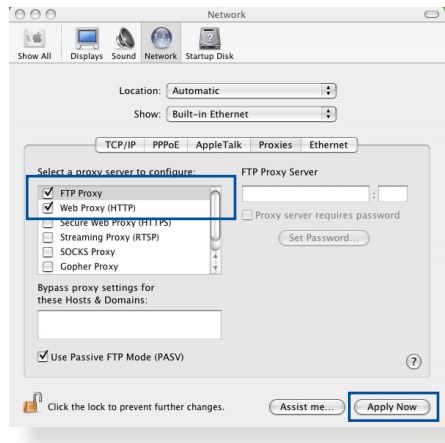 Network
Show All Displays Sound Network Startup Disk
Location: Automatic
Show: Built-in Ethernet
TCP/IP PPPoE AppleTalk Proxies Ethernet
Select a proxy server to configure: FTP Proxy Server
FTP Proxy
Web Proxy (HTTP) :
Secure Web Proxy (HTTPS) Proxy server requires password
Streaming Proxy (RTSP) Set Password...
SOCKS Proxy
Gopher Proxy
Bypass proxy settings for
these Hosts & Domains:
Use Passive FTP Mode (PASV) ?
Click the lock to prevent further changes. Assist me... Apply Now